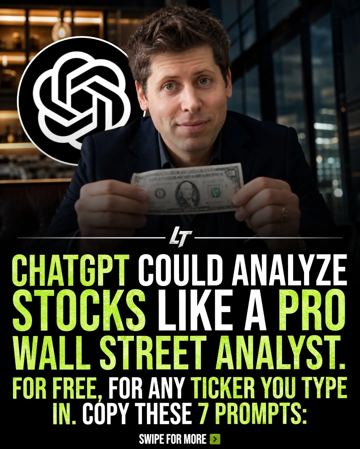 LT
CHATGPT COULD ANALYZE
STOCKS LIKE A PRO
WALL STREET ANALYST.
FOR FREE, FOR ANY TICKER YOU TYPE
IN. COPY THESE 7 PROMPTS:
SWIPE FOR MORE